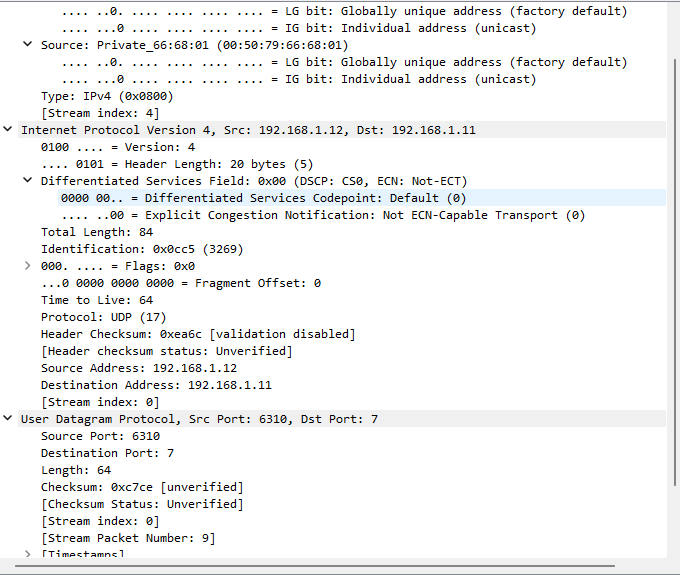 .... ..0. .... .... .... .... = LG bit: Globally unique address (factory default)
.... ...0 .... .... .... .... = IG bit: Individual address (unicast)
Source: Private_66:68:01 (00:50:79:66:68:01)
.... ..0. .... .... .... .... = LG bit: Globally unique address (factory default)
.... ...0 .... .... .... .... = IG bit: Individual address (unicast)
Type: IPv4 (0x0800)
[Stream index: 4]
Internet Protocol Version 4, Src: 192.168.1.12, Dst: 192.168.1.11
0100 .... = Version: 4
.... 0101 = Header Length: 20 bytes (5)
Differentiated Services Field: 0x00 (DSCP: CS0, ECN: Not-ECT)
0000 00.. = Differentiated Services Codepoint: Default (0)
.... ..00 = Explicit Congestion Notification: Not ECN-Capable Transport (0)
Total Length: 84
Identification: 0x0cc5 (3269)
000. .... = Flags: 0x0
...0 0000 0000 0000 = Fragment Offset: 0
Time to Live: 64
Protocol: UDP (17)
Header Checksum: 0xea6c [validation disabled]
[Header checksum status: Unverified]
Source Address: 192.168.1.12
Destination Address: 192.168.1.11
[Stream index: 0]
User Datagram Protocol, Src Port: 6310, Dst Port: 7
Source Port: 6310
Destination Port: 7
Length: 64
Checksum: 0xc7ce [unverified]
[Checksum Status: Unverified]
[Stream index: 0]
[Stream Packet Number: 9]
[Timestamps]